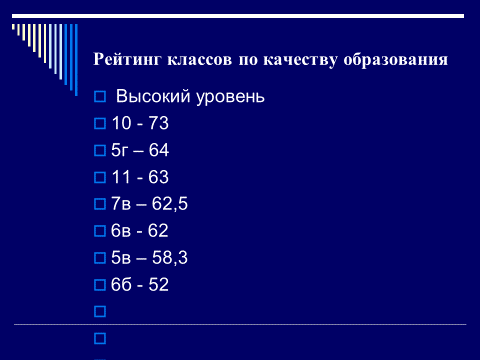 Рейтинг классов по качеству образования
Высокий уровень
10 - 73
5г – 64
11 - 63
7в – 62,5
6в - 62
5в – 58,3
6б - 52